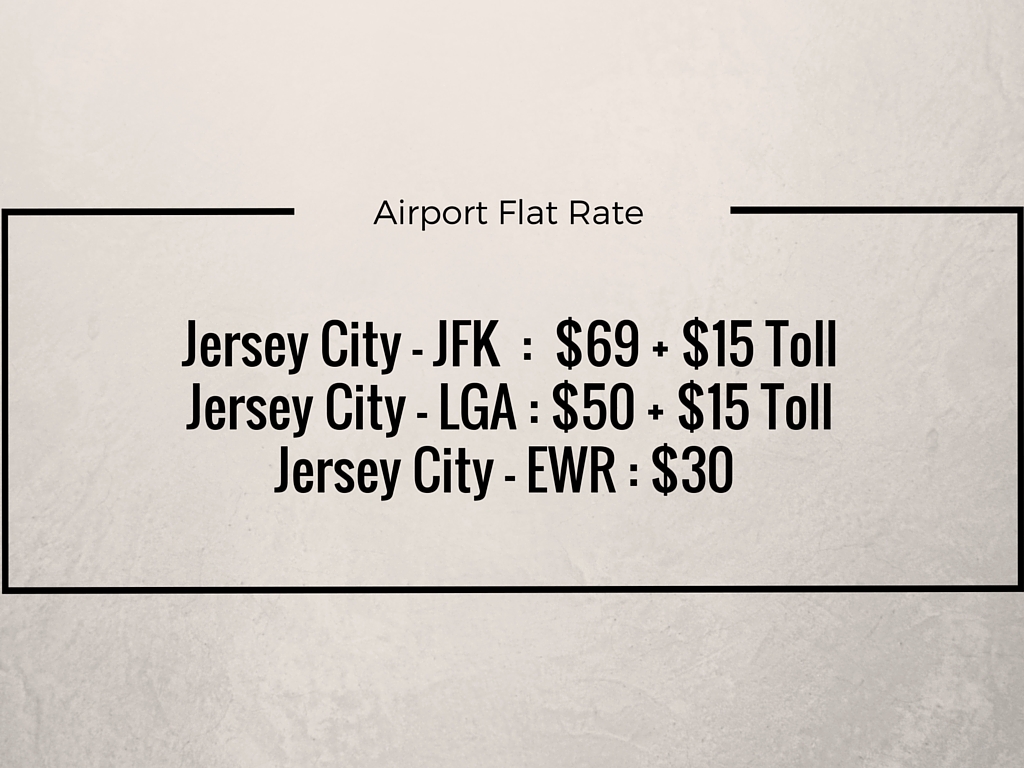 Airport Flat Rate
Jersey City - JFK : $69 + $15 Toll
Jersey City - LGA : $50 + $15 Toll
Jersey City - EWR : $30